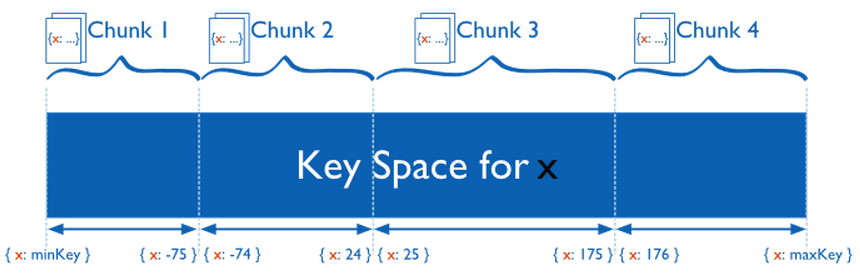 {x: ...} Chunk 1 {x: ...} Chunk 2 {x: ...} Chunk 3 {x: ...} Chunk 4
Key Space for x
{ x: minKey } { x: -75 } { x: -74 } { x: 24 } { x: 25 } { x: 175 } { x: 176 } { x: maxKey }